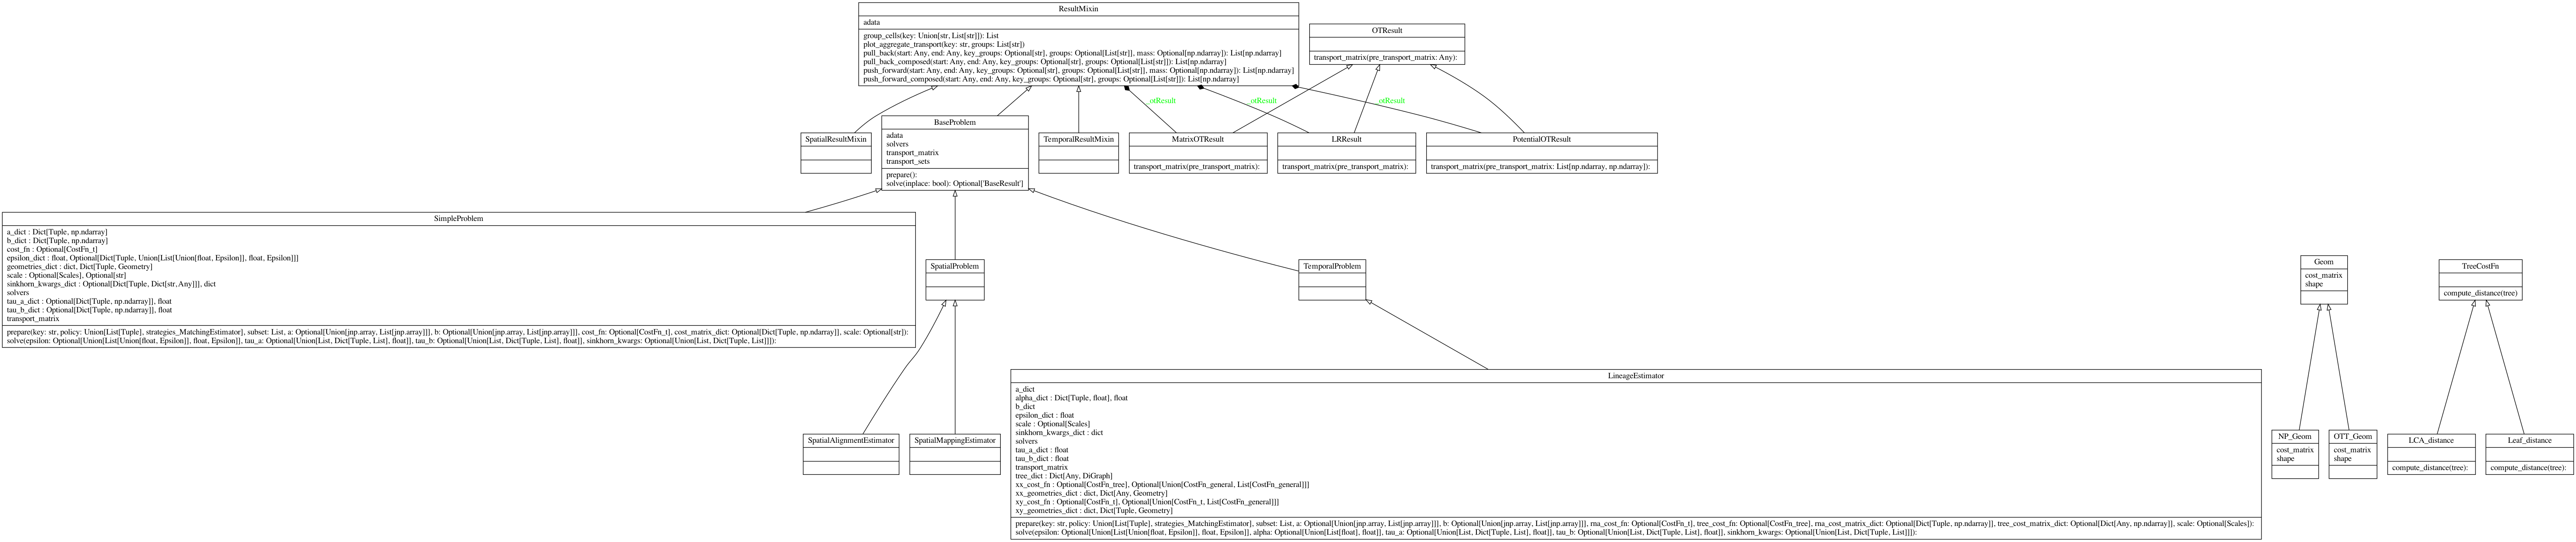 ResultMixin
adata
group_cells(key: Union[str, List[str]]): List
plot_aggregate_transport(key: str, groups: List[str])
pull_back(start: Any, end: Any, key_groups: Optional[str], groups: Optional[List[str]], mass: Optional[np.ndarray]): List[np.ndarray]
pull_back_composed(start: Any, end: Any, key_groups: Optional[str], groups: Optional[List[str]]): List[np.ndarray]
push_forward(start: Any, end: Any, key_groups: Optional[str], groups: Optional[List[str]], mass: Optional[np.ndarray]): List[np.ndarray]
push_forward_composed(start: Any, end: Any, key_groups: Optional[str], groups: Optional[List[str]]): List[np.ndarray]
OTResult
transport_matrix(pre_transport_matrix: Any):
_otResult
_otResult
_otResult
SpatialResultMixin
BaseProblem
adata
solvers
transport_matrix
transport_sets
prepare():
solve(inplace: bool): Optional['BaseResult']
TemporalResultMixin
MatrixOTResult
transport_matrix(pre_transport_matrix):
LRResult
transport_matrix(pre_transport_matrix):
PotentialOTResult
transport_matrix(pre_transport_matrix: List[np.ndarray, np.ndarray]):
SimpleProblem
a_dict : Dict[Tuple, np.ndarray]
b_dict : Dict[Tuple, np.ndarray]
cost_fn : Optional[CostFn_t]
epsilon_dict : float, Optional[Dict[Tuple, Union[List[Union[float, Epsilon]], float, Epsilon]]]
geometries_dict : dict, Dict[Tuple, Geometry]
scale : Optional[Scales], Optional[str]
sinkhorn_kwargs_dict : Optional[Dict[Tuple, Dict[str,Any]]], dict
solvers
tau_a_dict : Optional[Dict[Tuple, np.ndarray]], float
tau_b_dict : Optional[Dict[Tuple, np.ndarray]], float
transport_matrix
prepare(key: str, policy: Union[List[Tuple], strategies_MatchingEstimator], subset: List, a: Optional[Union[jnp.array, List[jnp.array]]], b: Optional[Union[jnp.array, List[jnp.array]]], cost_fn: Optional[CostFn_t], cost_matrix_dict: Optional[Dict[Tuple, np.ndarray]], scale: Optional[str]):
solve(epsilon: Optional[Union[List[Union[float, Epsilon]], float, Epsilon]], tau_a: Optional[Union[List, Dict[Tuple, List], float]], tau_b: Optional[Union[List, Dict[Tuple, List], float]], sinkhorn_kwargs: Optional[Union[List, Dict[Tuple, List]]]):
SpatialProblem
TemporalProblem
Geom
cost_matrix
shape
TreeCostFn
compute_distance(tree)
SpatialAlignmentEstimator
SpatialMappingEstimator
LineageEstimator
a_dict
alpha_dict : Dict[Tuple, float], float
b_dict
epsilon_dict : float
scale : Optional[Scales]
sinkhorn_kwargs_dict : dict
solvers
tau_a_dict : float
tau_b_dict : float
transport_matrix
tree_dict : Dict[Any, DiGraph]
xx_cost_fn : Optional[CostFn_tree], Optional[Union[CostFn_general, List[CostFn_general]]]
xx_geometries_dict : dict, Dict[Any, Geometry]
xy_cost_fn : Optional[CostFn_t], Optional[Union[CostFn_t, List[CostFn_general]]]
xy_geometries_dict : dict, Dict[Tuple, Geometry]
prepare(key: str, policy: Union[List[Tuple], strategies_MatchingEstimator], subset: List, a: Optional[Union[jnp.array, List[jnp.array]]], b: Optional[Union[jnp.array, List[jnp.array]]], rna_cost_fn: Optional[CostFn_t], tree_cost_fn: Optional[CostFn_tree], rna_cost_matrix_dict: Optional[Dict[Tuple, np.ndarray]], tree_cost_matrix_dict: Optional[Dict[Any, np.ndarray]], scale: Optional[Scales]):
solve(epsilon: Optional[Union[List[Union[float, Epsilon]], float, Epsilon]], alpha: Optional[Union[List[float], float]], tau_a: Optional[Union[List, Dict[Tuple, List], float]], tau_b: Optional[Union[List, Dict[Tuple, List], float]], sinkhorn_kwargs: Optional[Union[List, Dict[Tuple, List]]]):
NP_Geom
cost_matrix
shape
OTT_Geom
cost_matrix
shape
LCA_distance
compute_distance(tree):
Leaf_distance
compute_distance(tree):